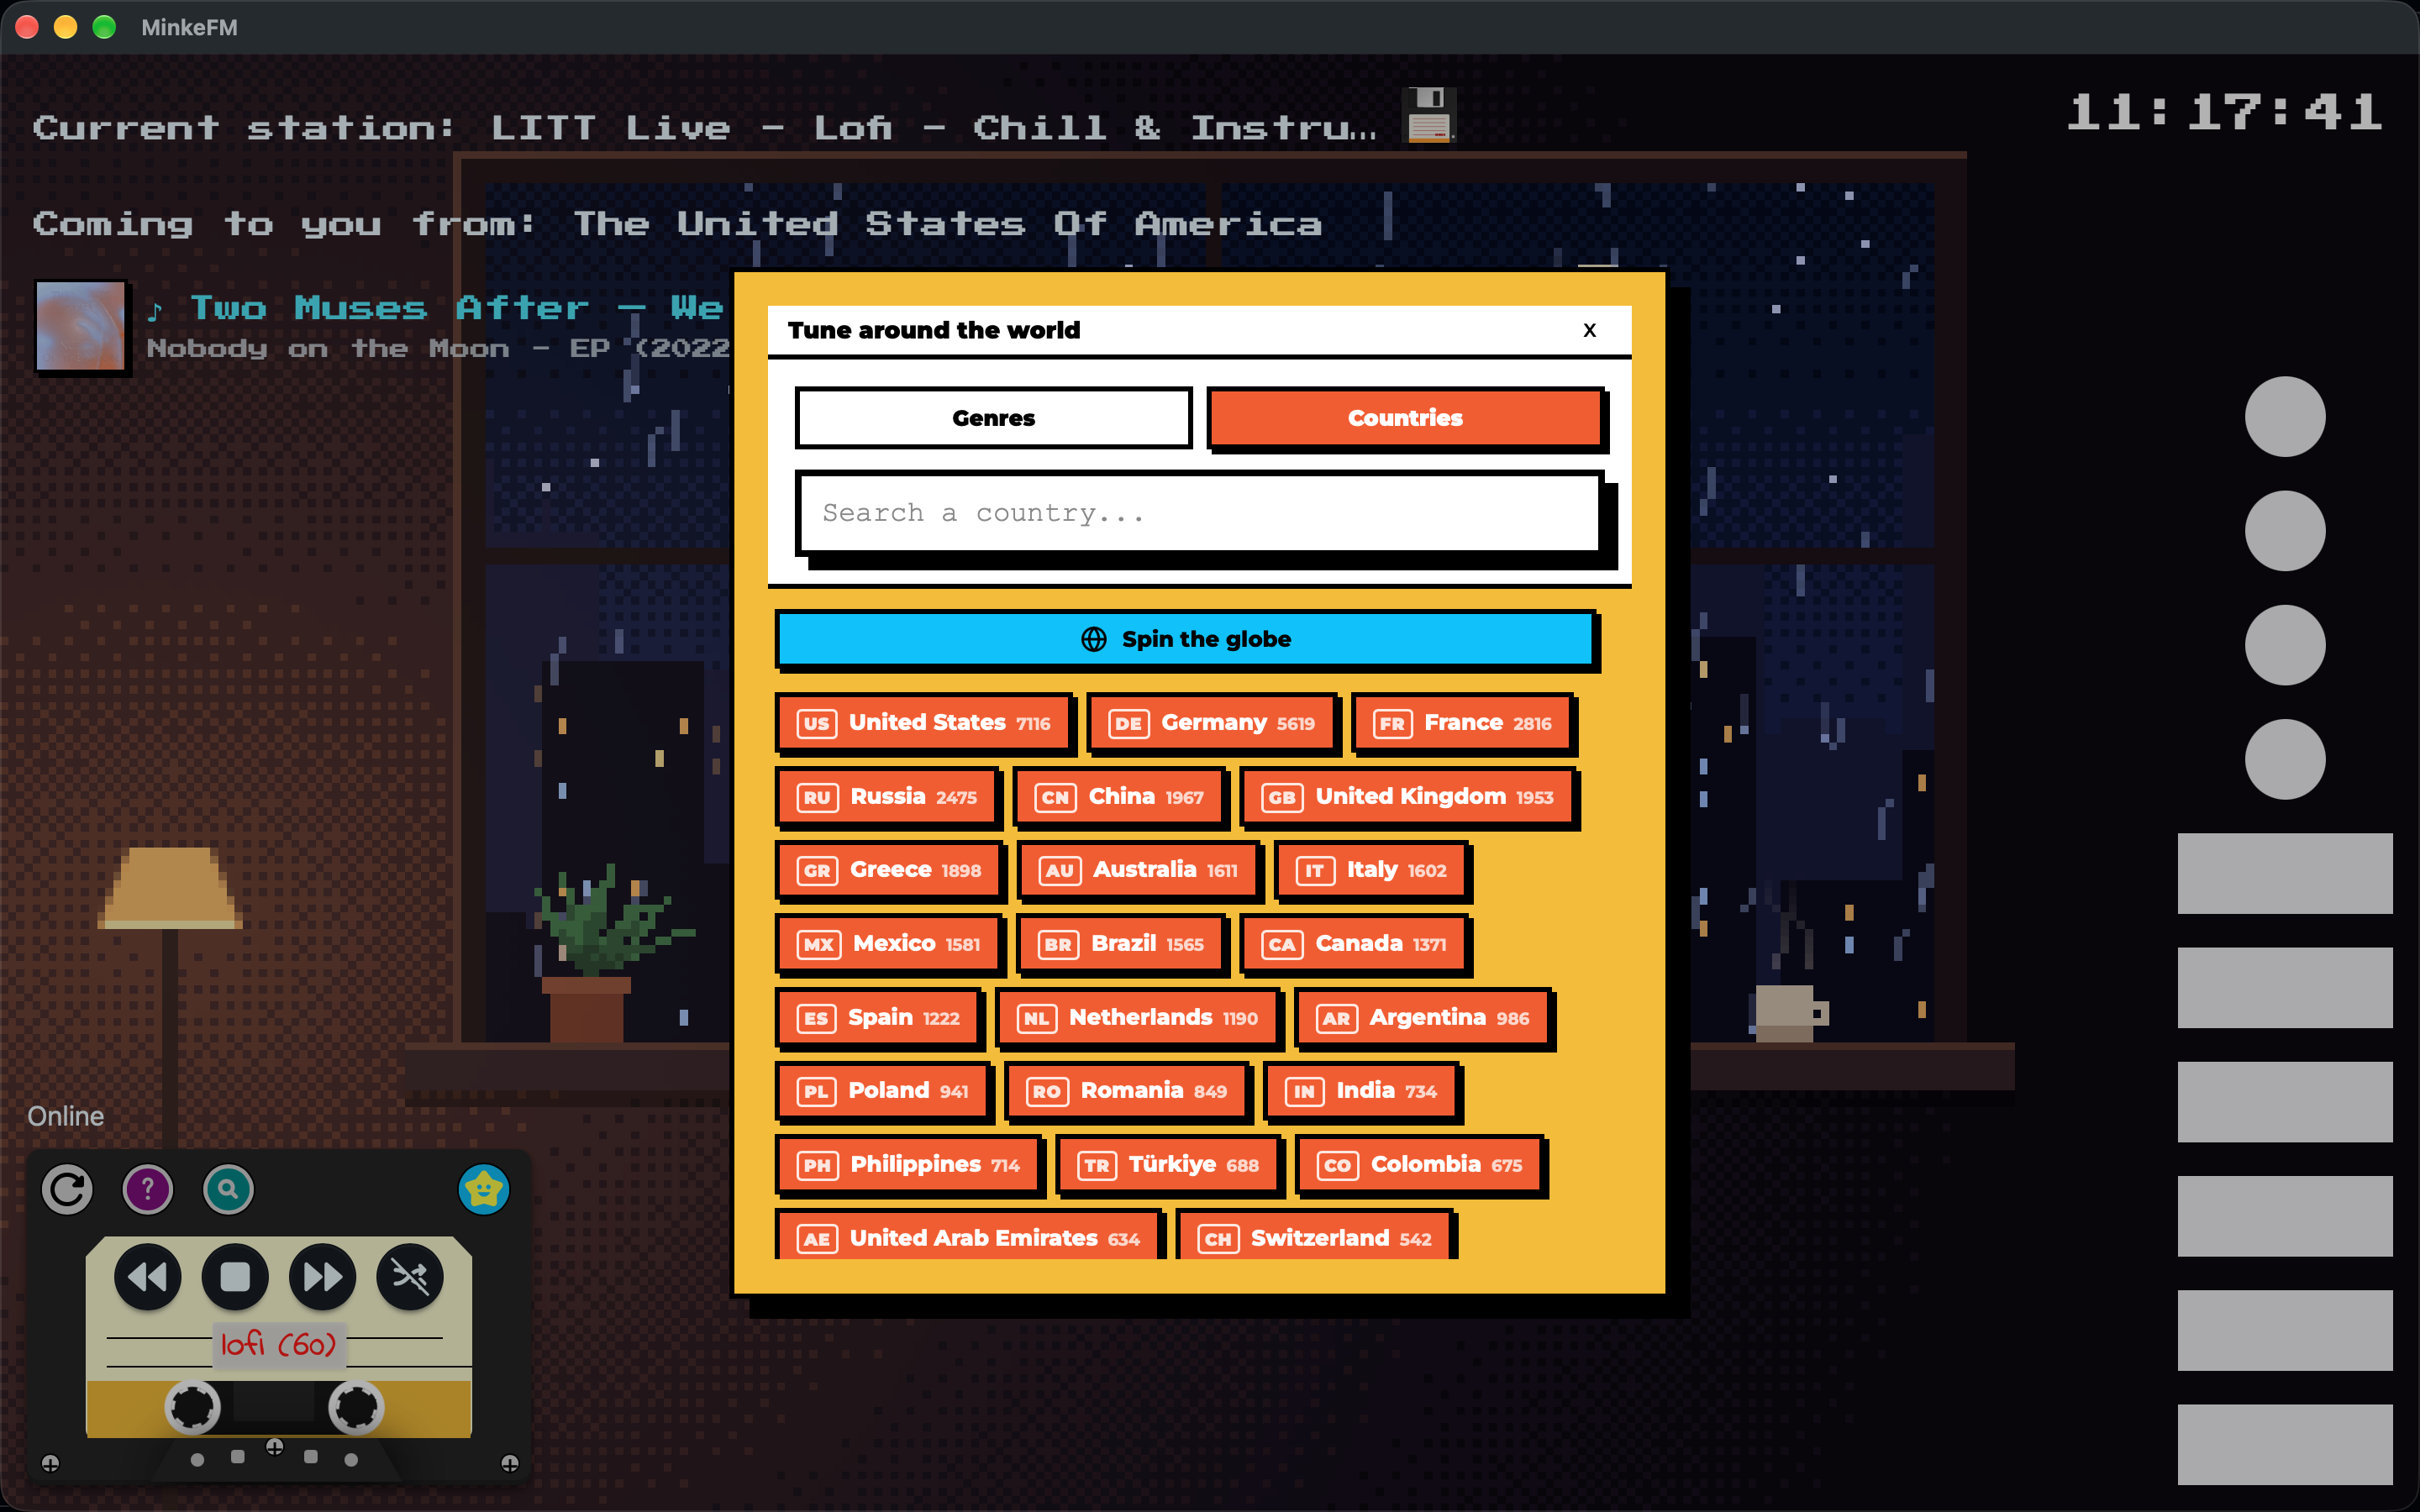 MinkeFM
Current station: LITT Live - Lofi - Chill & Instru...
11:17:41
Coming to you from: The United States Of America
♪ Two Muses After — We
Nobody on the Moon - EP (2022
Tune around the world
x
Genres
Countries
Search a country...
Spin the globe
US United States 7116
DE Germany 5619
FR France 2816
RU Russia 2475
CN China 1967
GB United Kingdom 1953
GR Greece 1898
AU Australia 1611
IT Italy 1602
MX Mexico 1581
BR Brazil 1565
CA Canada 1371
ES Spain 1222
NL Netherlands 1190
AR Argentina 986
PL Poland 941
RO Romania 849
IN India 734
PH Philippines 714
TR Türkiye 688
CO Colombia 675
AE United Arab Emirates 634
CH Switzerland 542
Online
?
lofi (60)